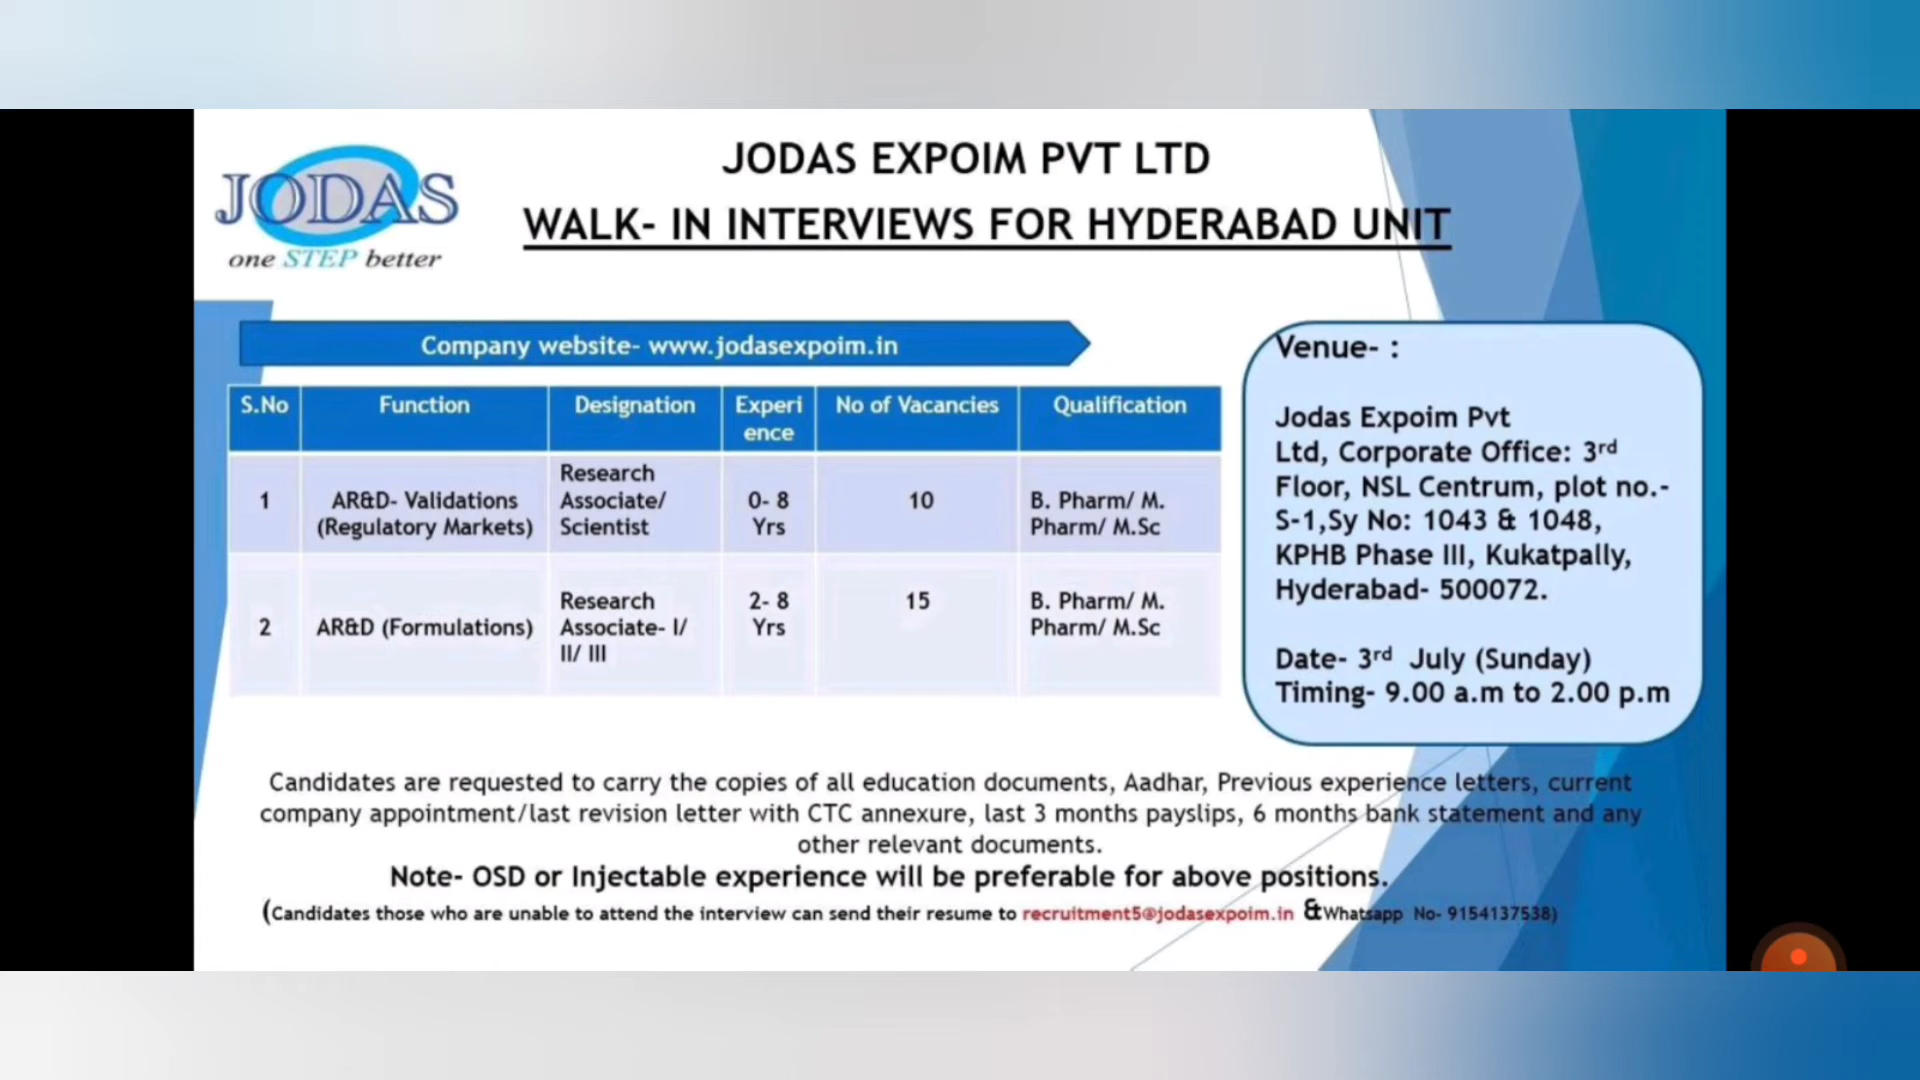 JODAS
one STEP better
JODAS EXPOIM PVT LTD
WALK- IN INTERVIEWS FOR HYDERABAD UNIT
Company website- www.jodasexpoim.in
S.No Function Designation Experi ence No of Vacancies Qualification
1 AR&D- Validations (Regulatory Markets) Research Associate/ Scientist 0- 8 Yrs 10 B. Pharm/ M. Pharm/ M.Sc
2 AR&D (Formulations) Research Associate- I/ II/ III 2- 8 Yrs 15 B. Pharm/ M. Pharm/ M.Sc
Venue- :
Jodas Expoim Pvt
Ltd, Corporate Office: 3rd
Floor, NSL Centrum, plot no.-
S-1,Sy No: 1043 & 1048,
KPHB Phase III, Kukatpally,
Hyderabad- 500072.
Date- 3rd July (Sunday)
Timing- 9.00 a.m to 2.00 p.m
Candidates are requested to carry the copies of all education documents, Aadhar, Previous experience letters, current
company appointment/last revision letter with CTC annexure, last 3 months payslips, 6 months bank statement and any
other relevant documents.
Note- OSD or Injectable experience will be preferable for above positions.
(Candidates those who are unable to attend the interview can send their resume to recruitment5@jodasexpoim.in &Whatsapp No- 9154137538)